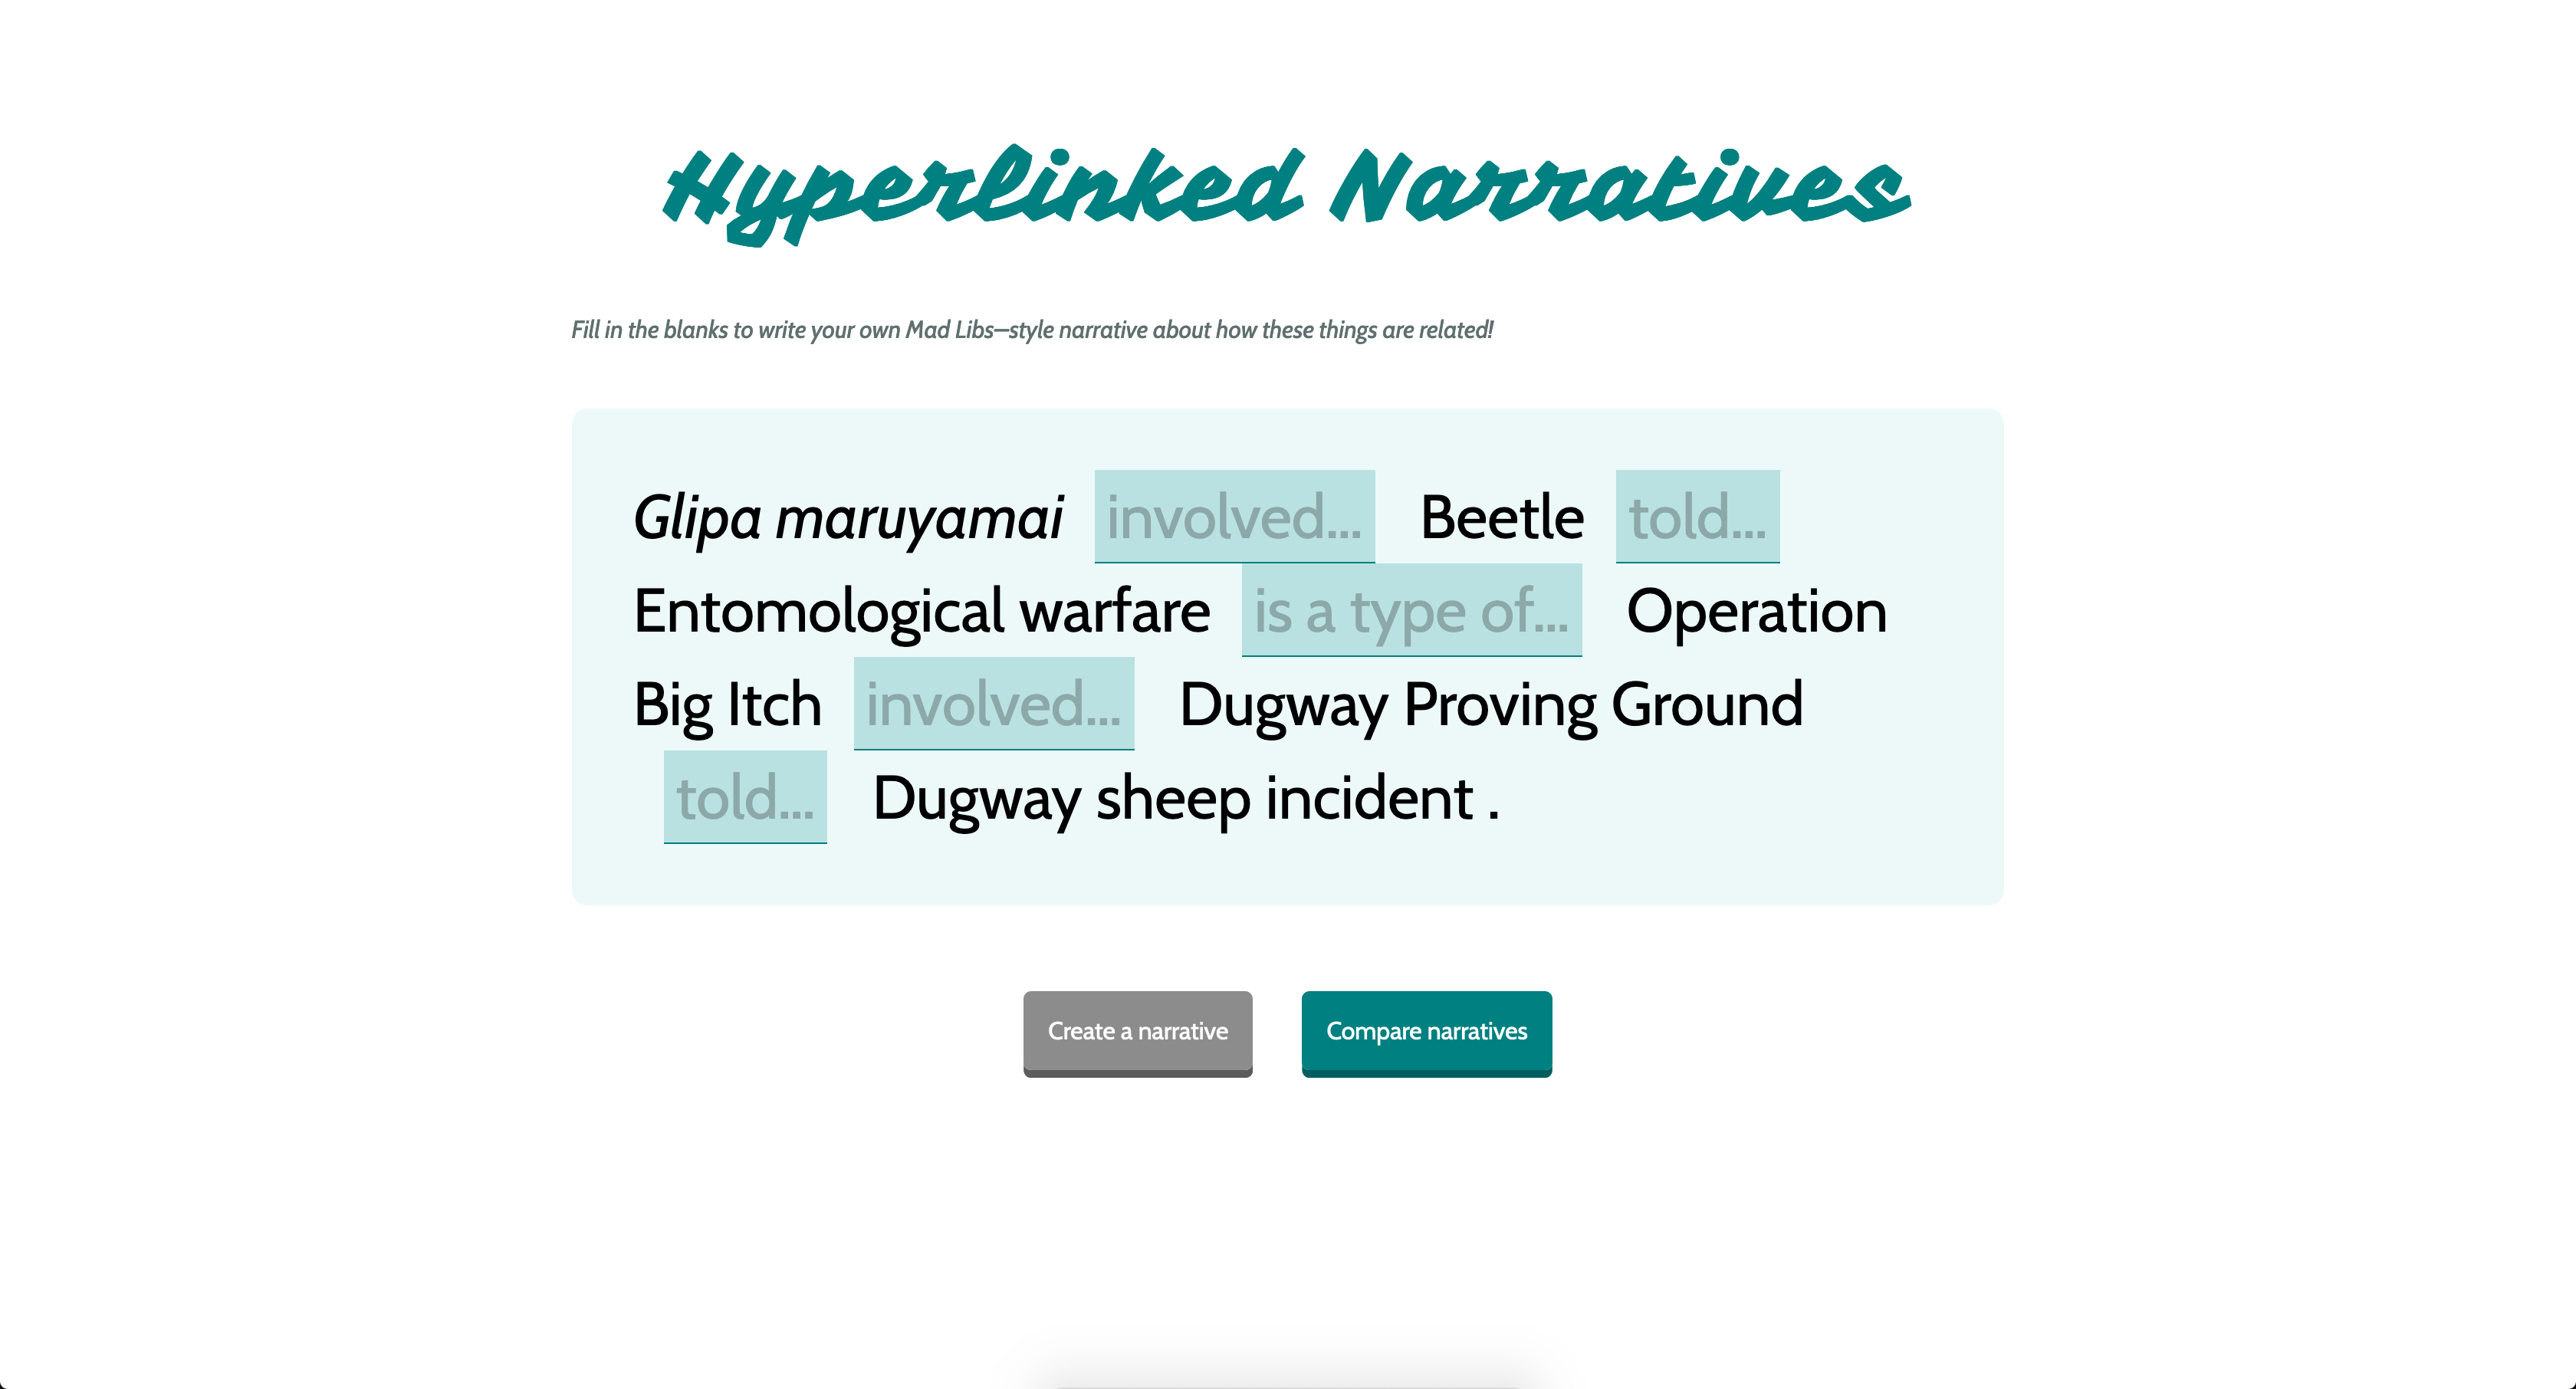 Hyperlinked Narratives
Fill in the blanks to write your own Mad Libs—style narrative about how these things are related!
Glipa maruyamai involved... Beetle told...
Entomological warfare is a type of... Operation
Big Itch involved... Dugway Proving Ground
told... Dugway sheep incident .
Create a narrative Compare narratives